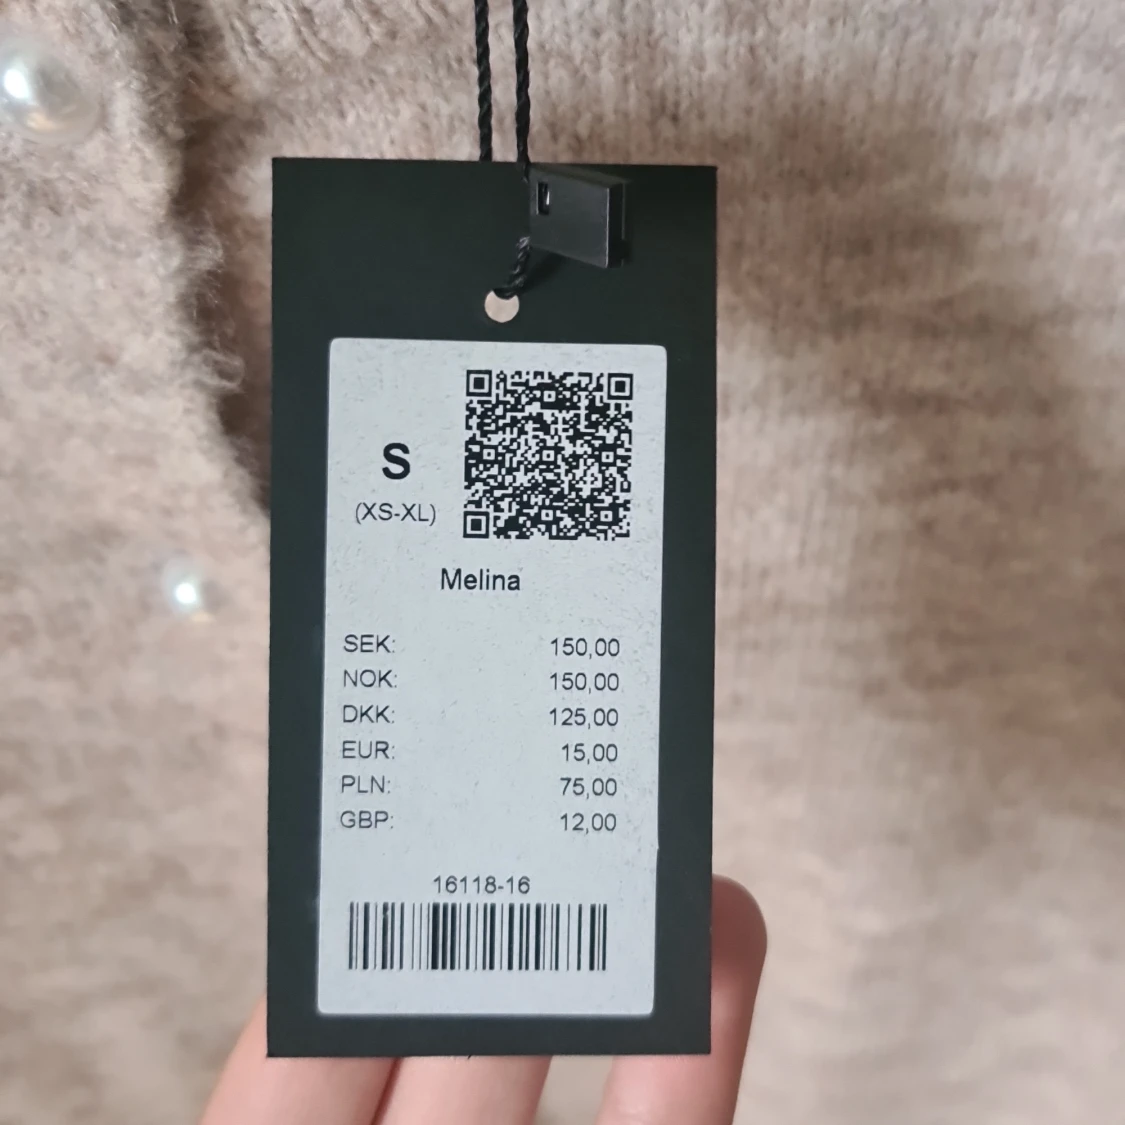 S
(XS-XL)
Melina
SEK: 150,00
NOK: 150,00
DKK: 125,00
EUR: 15,00
PLN: 75,00
GBP: 12,00
16118-16